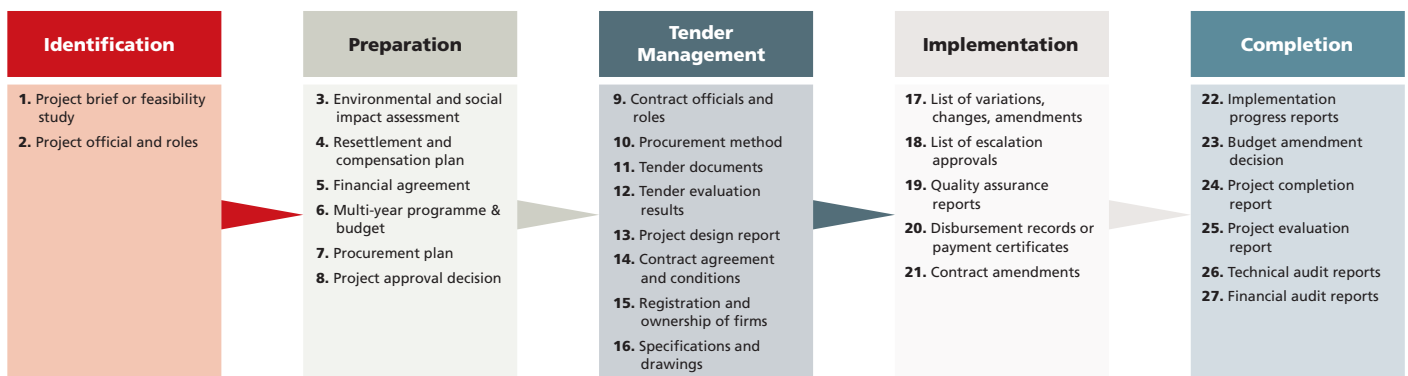 Identification
1. Project brief or feasibility
study
2. Project official and roles
Preparation
3. Environmental and social
impact assessment
4. Resettlement and
compensation plan
5. Financial agreement
6. Multi-year programme &
budget
7. Procurement plan
8. Project approval decision
Tender
Management
9. Contract officials and
roles
10. Procurement method
11. Tender documents
12. Tender evaluation
results
13. Project design report
14. Contract agreement
and conditions
15. Registration and
ownership of firms
16. Specifications and
drawings
Implementation
17. List of variations,
changes, amendments
18. List of escalation
approvals
19. Quality assurance
reports
20. Disbursement records or
payment certificates
21. Contract amendments
Completion
22. Implementation
progress reports
23. Budget amendment
decision
24. Project completion
report
25. Project evaluation
report
26. Technical audit reports
27. Financial audit reports